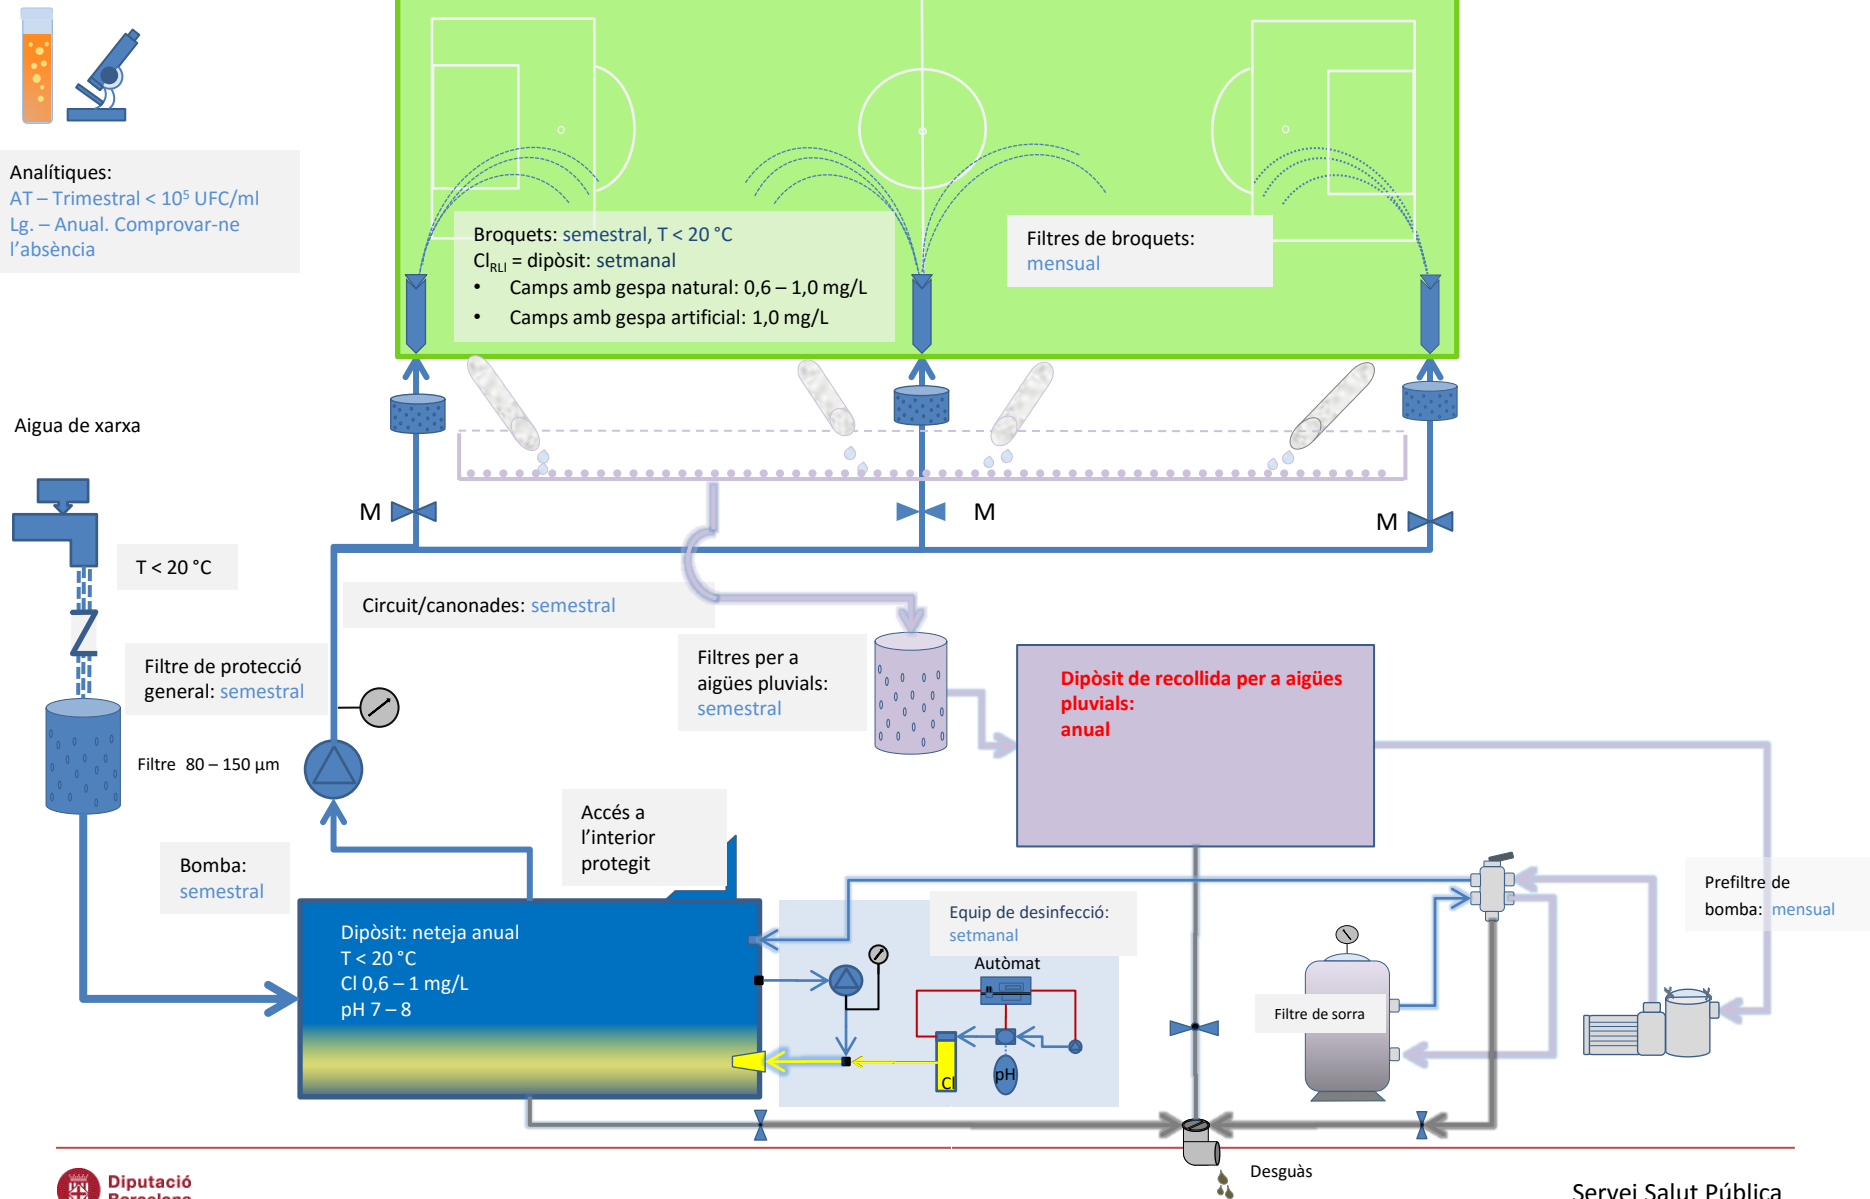 Analítiques:
AT – Trimestral < 10⁵ UFC/ml
Lg. – Anual. Comprovar-ne
l’absència
Broquets: semestral, T < 20 °C
Cl_RLI = dipòsit: setmanal
• Camps amb gespa natural: 0,6 – 1,0 mg/L
• Camps amb gespa artificial: 1,0 mg/L
Filtres de broquets:
mensual
Aigua de xarxa
M
M
M
T < 20 °C
Circuit/canonades: semestral
Filtre de protecció
general: semestral
Filtre 80 – 150 µm
Filtres per a
aigües pluvials:
semestral
Dipòsit de recollida per a aigües
pluvials:
anual
Accés a
l’interior
protegit
Bomba:
semestral
Dipòsit: neteja anual
T < 20 °C
Cl 0,6 – 1 mg/L
pH 7 – 8
Equip de desinfecció:
setmanal
Autòmat
Cl
pH
Filtre de sorra
Prefiltre de
bomba: mensual
Desguàs
Diputació
Barcelona
Servei Salut Pública